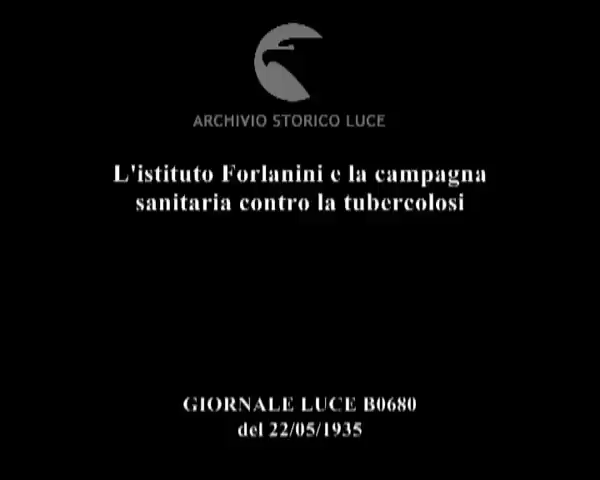 ARCHIVIO STORICO LUCE
L'istituto Forlanini e la campagna
sanitaria contro la tubercolosi
GIORNALE LUCE B0680
del 22/05/1935